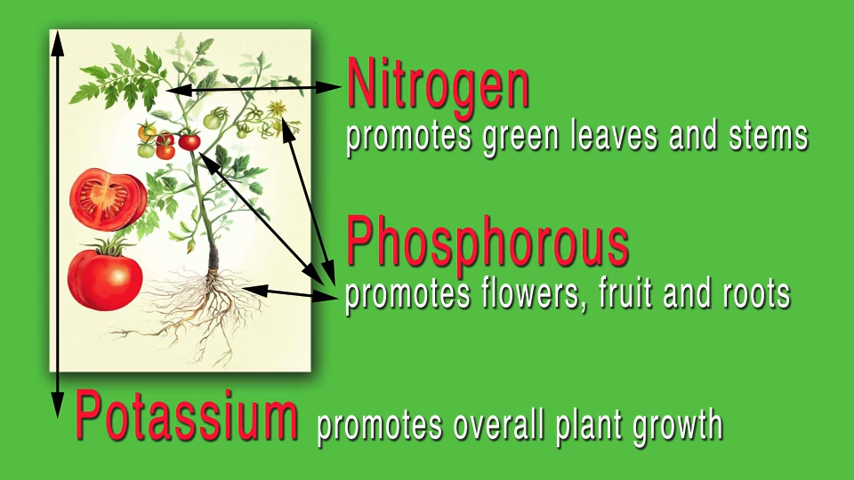 Nitrogen
promotes green leaves and stems
Phosphorous
promotes flowers, fruit and roots
Potassium promotes overall plant growth